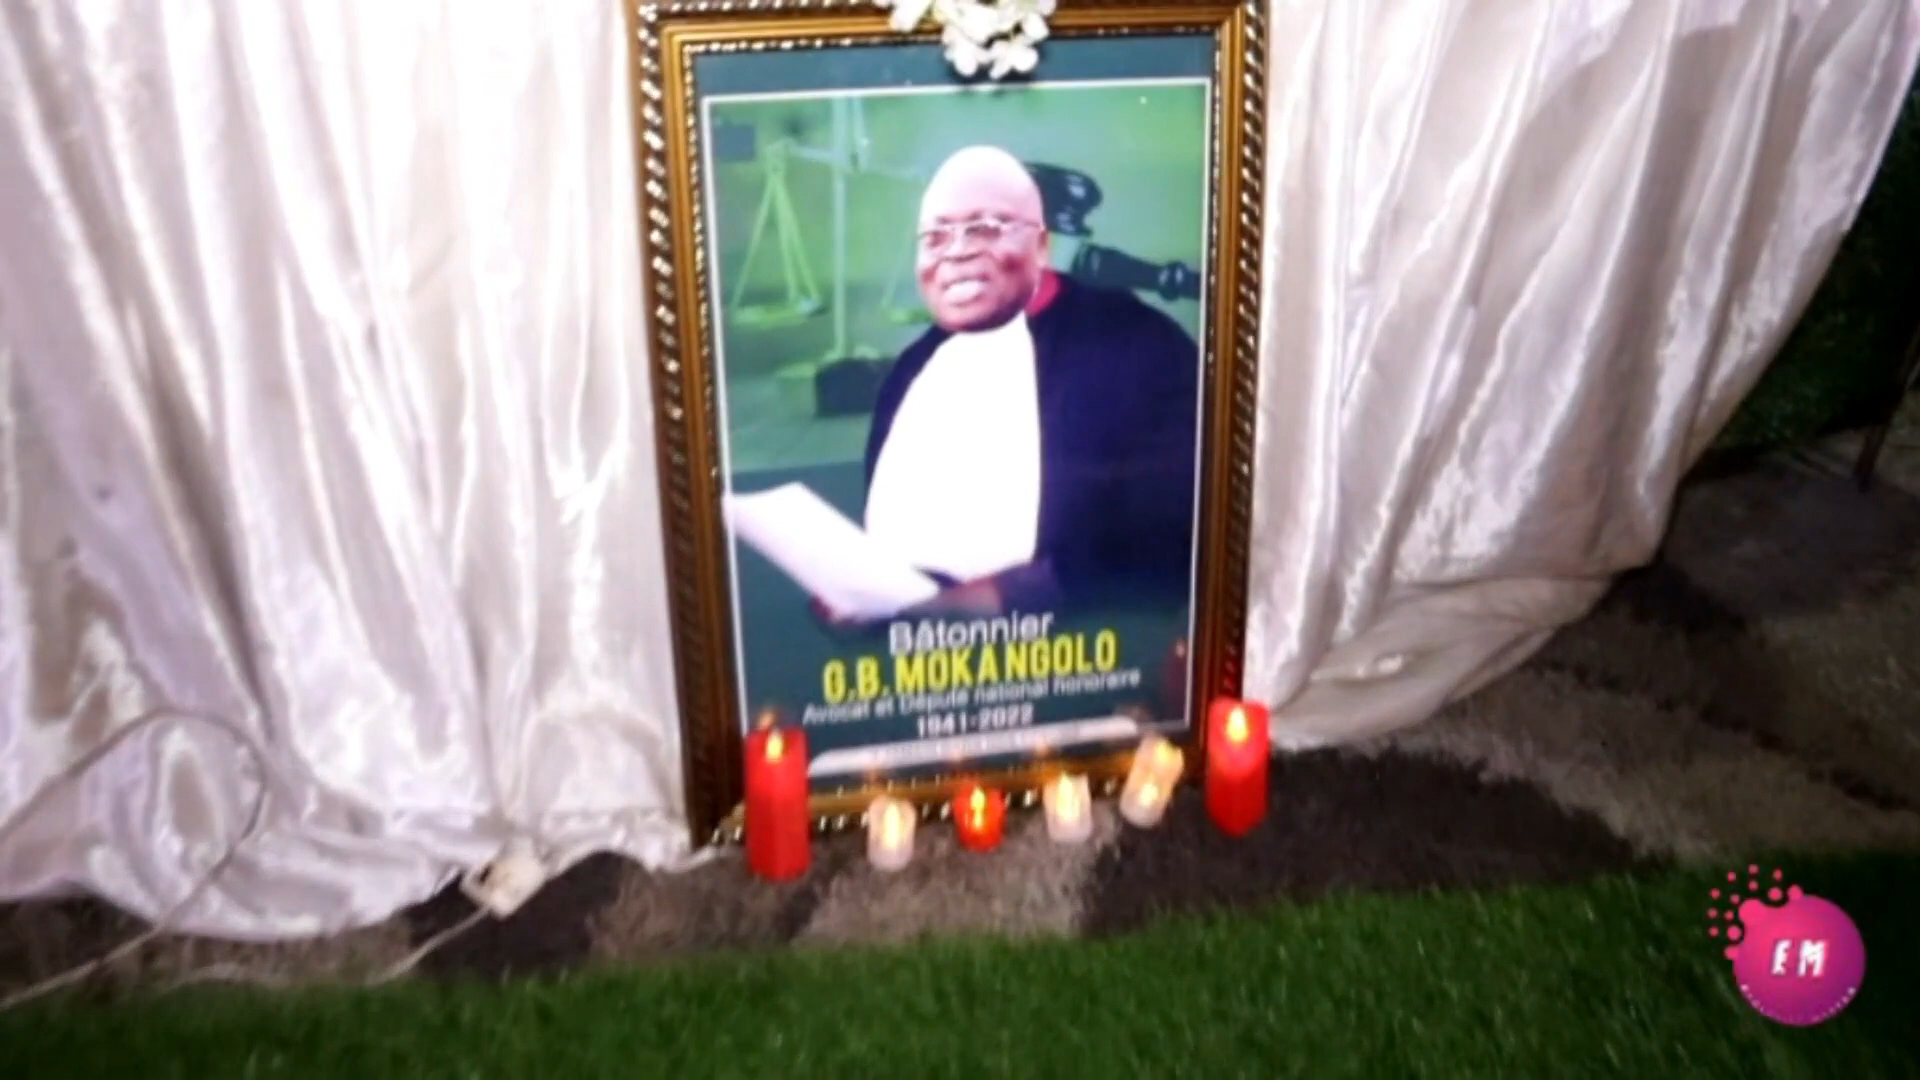 Bâtonnier
G.B. MOKANGOLO
Avocat et Député national honoraire
1941-2022
EM